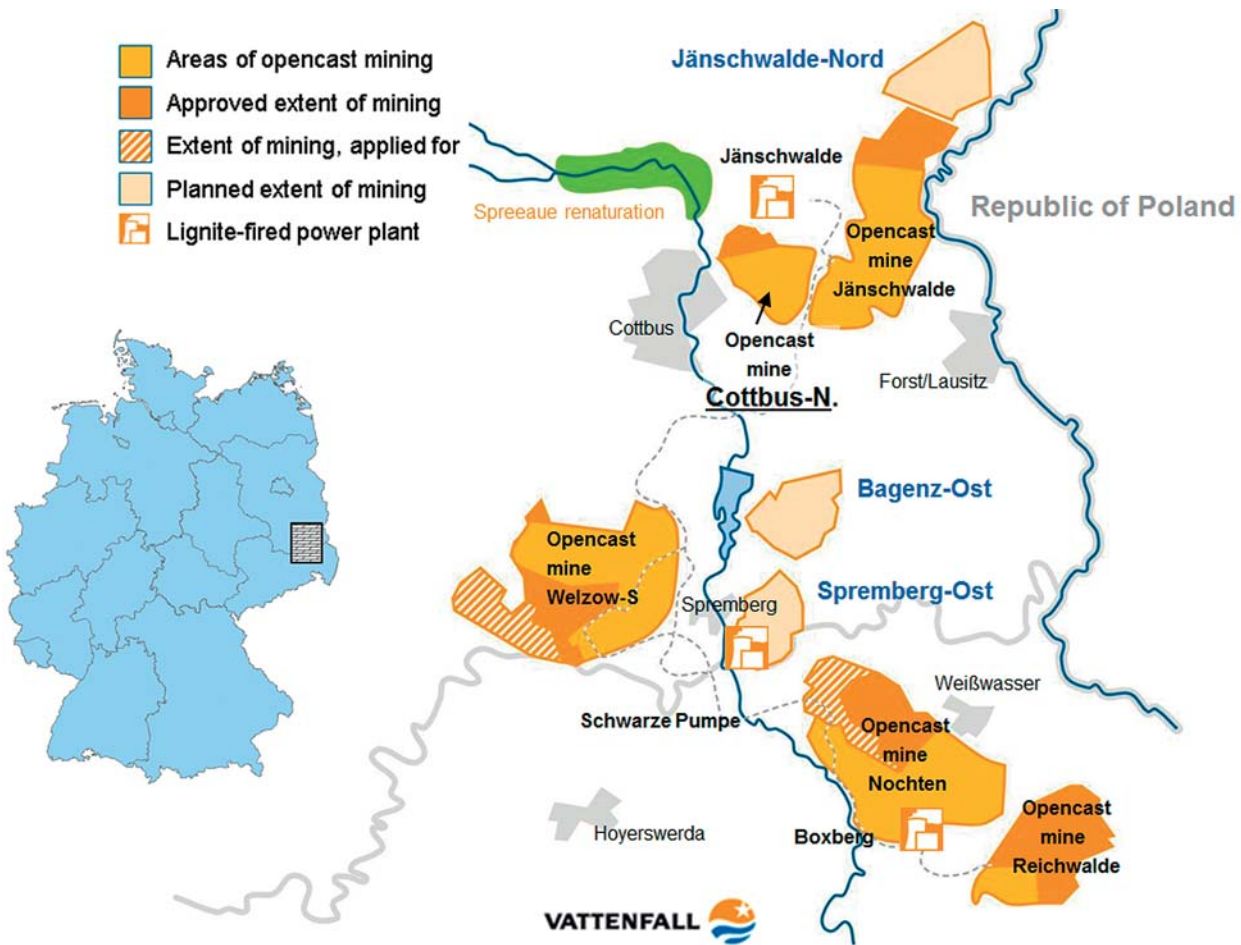 Areas of opencast mining
Approved extent of mining
Extent of mining, applied for
Planned extent of mining
Lignite-fired power plant
Jänschwalde-Nord
Jänschwalde
Spreeaue renaturation
Republic of Poland
Opencast
mine
Jänschwalde
Cottbus
Opencast
mine
Cottbus-N.
Forst/Lausitz
Bagenz-Ost
Opencast
mine
Welzow-S
Spremberg
Spremberg-Ost
Weißwasser
Schwarze Pumpe
Opencast
mine
Nochten
Hoyerswerda
Boxberg
Opencast
mine
Reichwalde
VATTENFALL